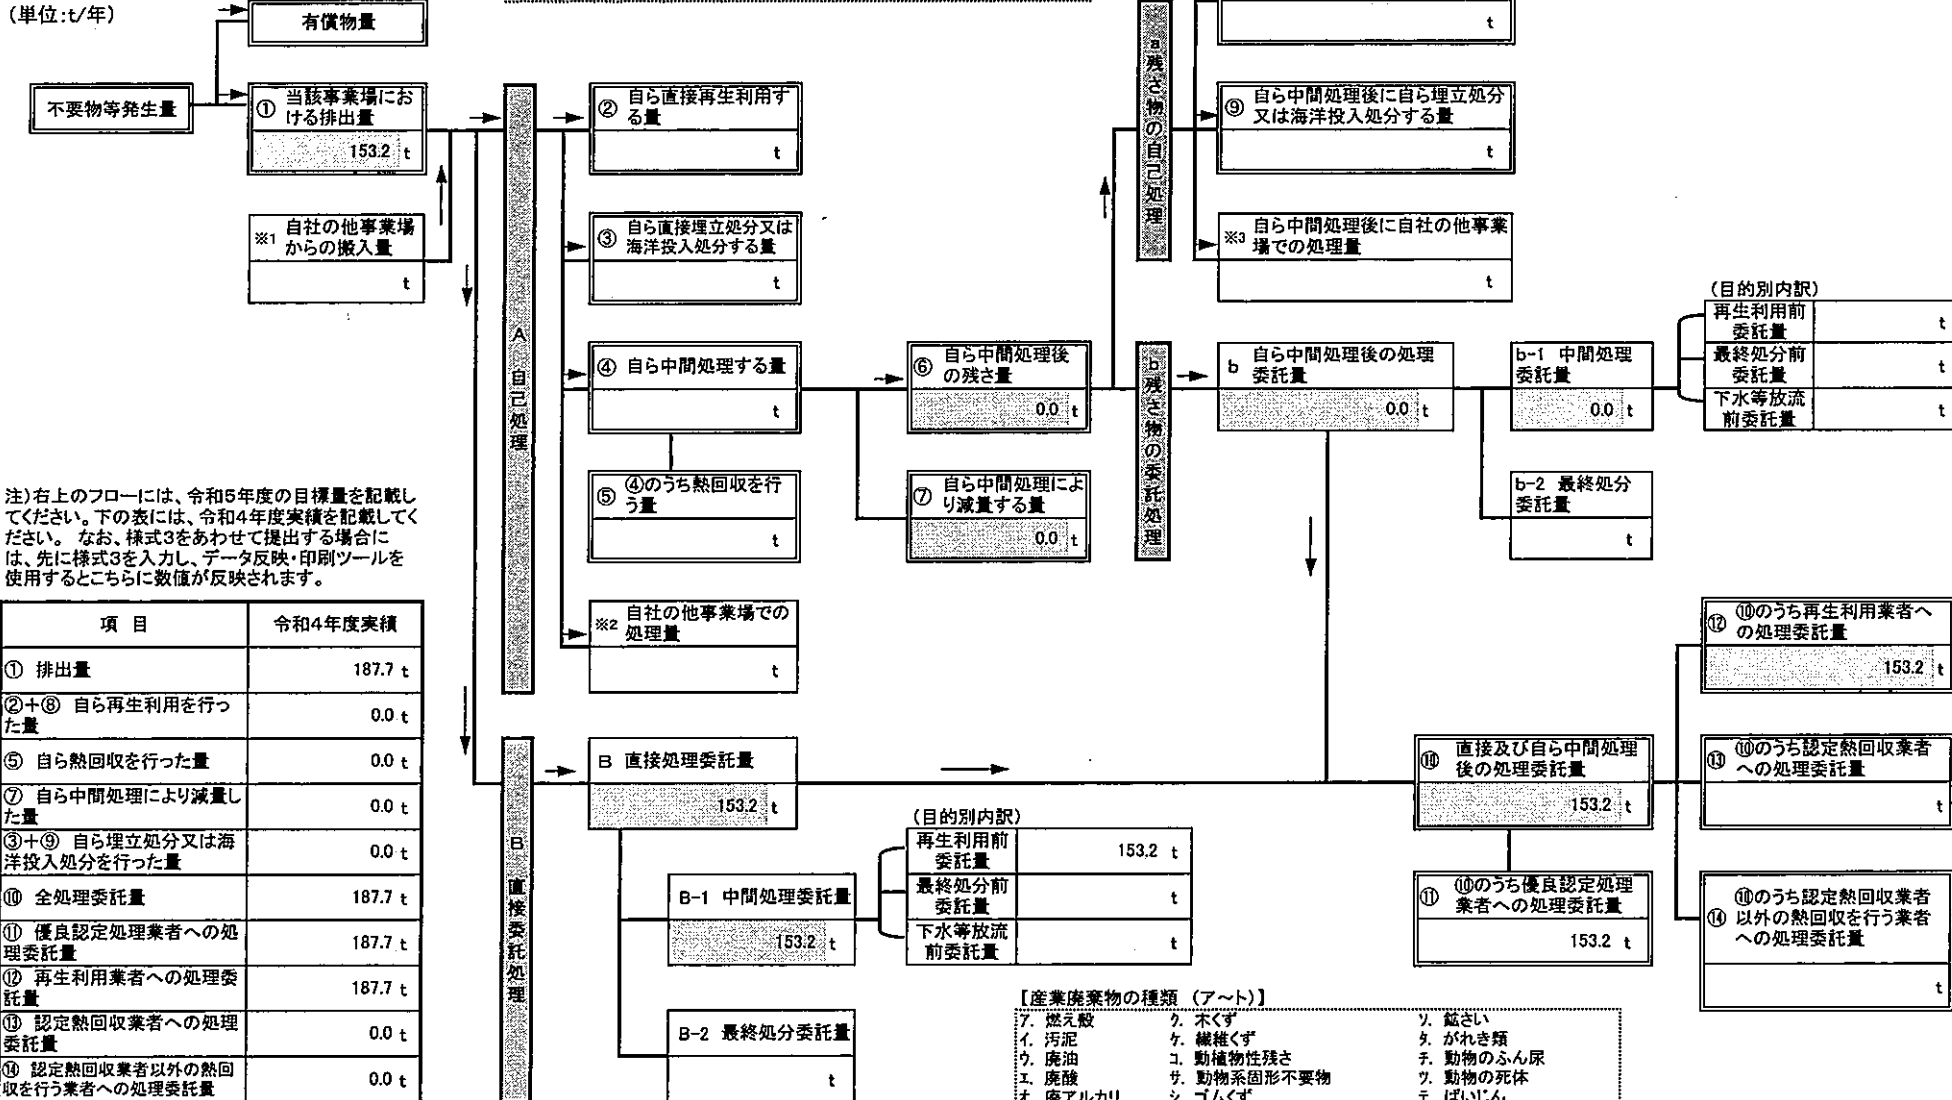 (単位:t/年)
有償物量
t
不要物等発生量
① 当該事業場にお
ける排出量
153.2 t
※1 自社の他事業場
からの搬入量
t
A 自己処理
② 自ら直接再生利用す
る量
t
③ 自ら直接埋立処分又は
海洋投入処分する量
t
④ 自ら中間処理する量
t
⑤ ④のうち熱回収を行
う量
t
※2 自社の他事業場での
処理量
t
⑥ 自ら中間処理後
の残さ量
0.0 t
⑦ 自ら中間処理によ
り減量する量
0.0 t
a 残さ物の自己処理
⑨ 自ら中間処理後に自ら埋立処分
又は海洋投入処分する量
t
※3 自ら中間処理後に自社の他事業
場での処理量
t
b 残さ物の委託処理
b 自ら中間処理後の処理
委託量
0.0 t
b-1 中間処理
委託量
0.0 t
(目的別内訳)
再生利用前
委託量
t
最終処分前
委託量
t
下水等放流
前委託量
t
b-2 最終処分
委託量
t
注)右上のフローには、令和5年度の目標量を記載し
てください。下の表には、令和4年度実績を記載してく
ださい。 なお、様式3をあわせて提出する場合に
は、先に様式3を入力し、データ反映・印刷ツールを
使用するとこちらに数値が反映されます。
項 目 令和4年度実績
① 排出量 187.7 t
②+⑧ 自ら再生利用を行っ
た量 0.0 t
⑤ 自ら熱回収を行った量 0.0 t
⑦ 自ら中間処理により減量し
た量 0.0 t
③+⑨ 自ら埋立処分又は海
洋投入処分を行った量 0.0 t
⑩ 全処理委託量 187.7 t
⑪ 優良認定処理業者への処
理委託量 187.7 t
⑫ 再生利用業者への処理委
託量 187.7 t
⑬ 認定熱回収業者への処理
委託量 0.0 t
⑭ 認定熱回収業者以外の熱回
収を行う業者への処理委託量 0.0 t
B 直接委託処理
B 直接処理委託量
153.2 t
B-1 中間処理委託量
153.2 t
(目的別内訳)
再生利用前
委託量
153.2 t
最終処分前
委託量
t
下水等放流
前委託量
t
B-2 最終処分委託量
t
⑩ 直接及び自ら中間処理
後の処理委託量
153.2 t
⑪ ⑩のうち優良認定処理
業者への処理委託量
153.2 t
⑫ ⑩のうち再生利用業者へ
の処理委託量
153.2 t
⑬ ⑩のうち認定熱回収業者
への処理委託量
t
⑭ ⑩のうち認定熱回収業者
以外の熱回収を行う業者
への処理委託量
t
【産業廃棄物の種類 (ア~ト)】
ア. 燃え殻 ク. 木くず ソ. 鉱さい
イ. 汚泥 ケ. 繊維くず タ. がれき類
ウ. 廃油 コ. 動植物性残さ チ. 動物のふん尿
エ. 廃酸 サ. 動物系固形不要物 ツ. 動物の死体
オ. 廃アルカリ シ. ゴムくず テ. ばいじん